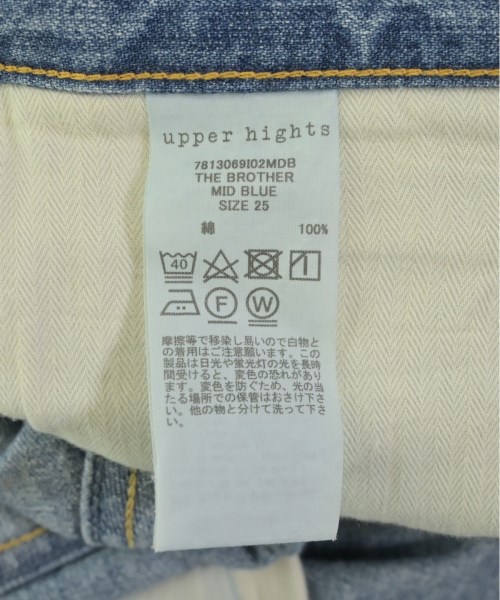 upper hights
7813069I02MDB
THE BROTHER
MID BLUE
SIZE 25
綿 100%
40
F W
摩擦等で移染し易いので白物と
の着用はご注意願います。この
製品は日光や蛍光灯の光を長時
間受けると、変色の恐れがあり
ます。変色を防ぐため、光の当
たる場所での保管はおさけ下さ
い。他の物と分けて洗って下さ
い。